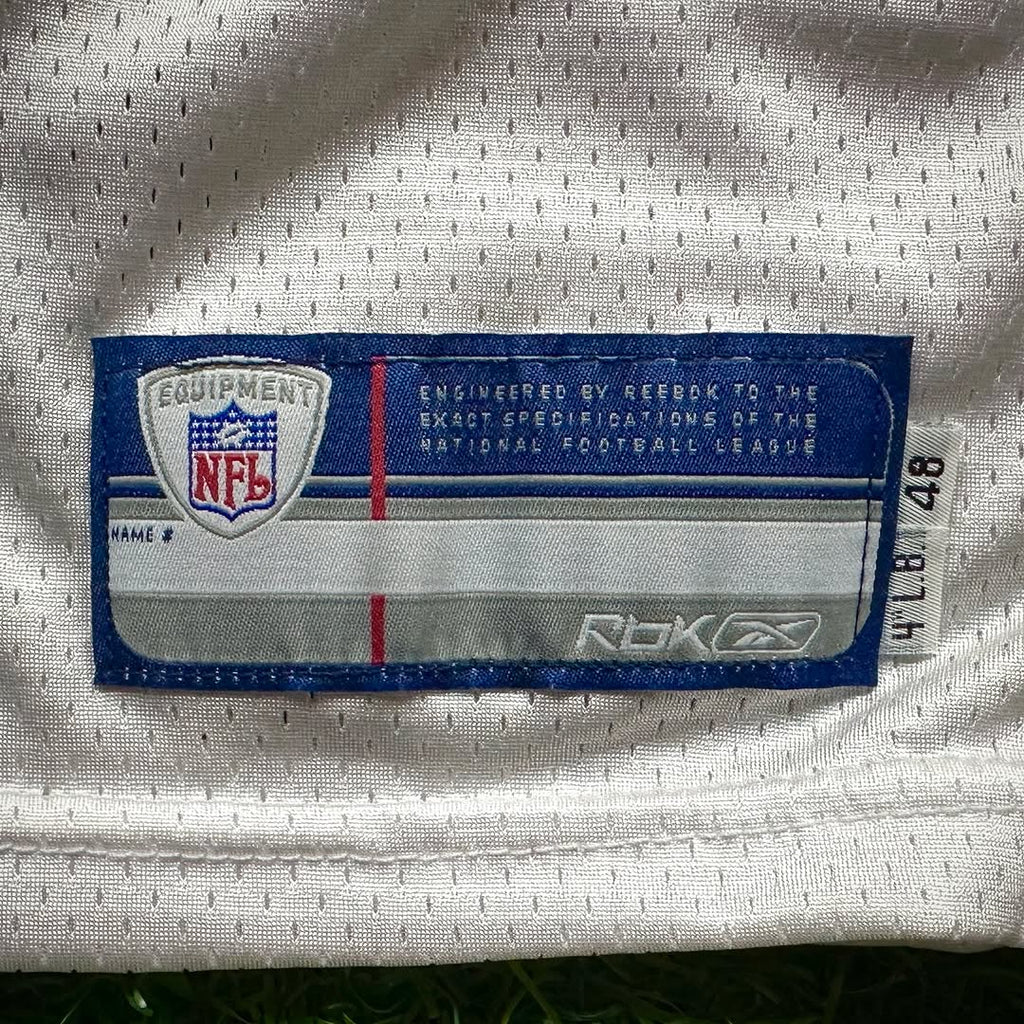 EQUIPMENT
NFL
ENGINEERED BY REEBOK TO THE
EXACT SPECIFICATIONS OF THE
NATIONAL FOOTBALL LEAGUE
NAME #
RBK
4" L.B 48